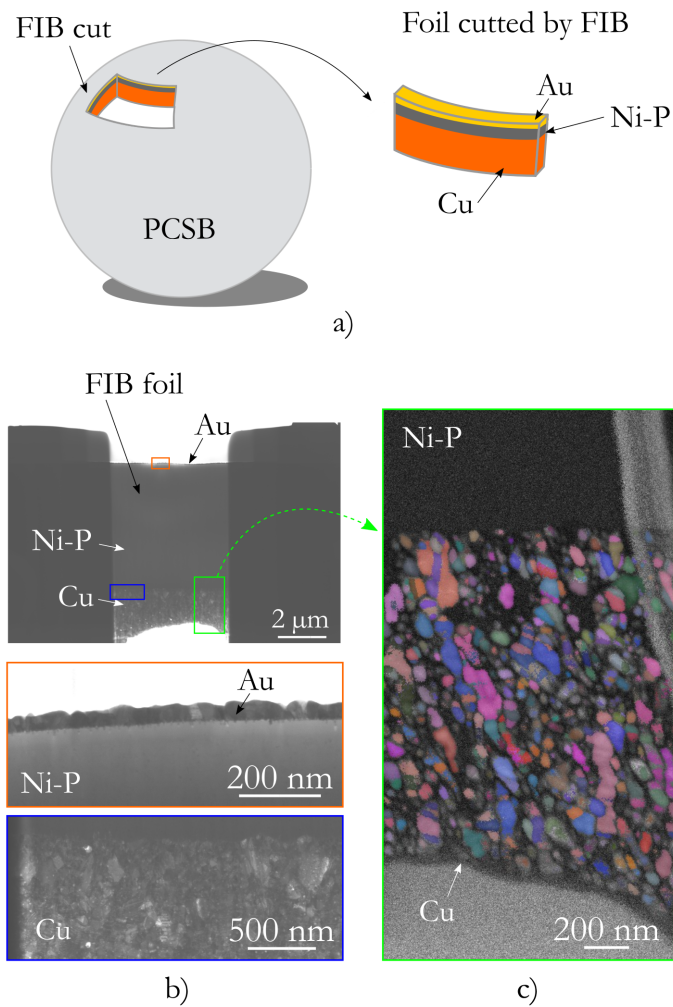 FIB cut
Foil cutted by FIB
Au
Ni-P
PCSB
Cu
a)
FIB foil
Au
Ni-P
Cu
2 μm
Au
200 nm
Ni-P
Cu
500 nm
b)
Ni-P
Cu
200 nm
c)